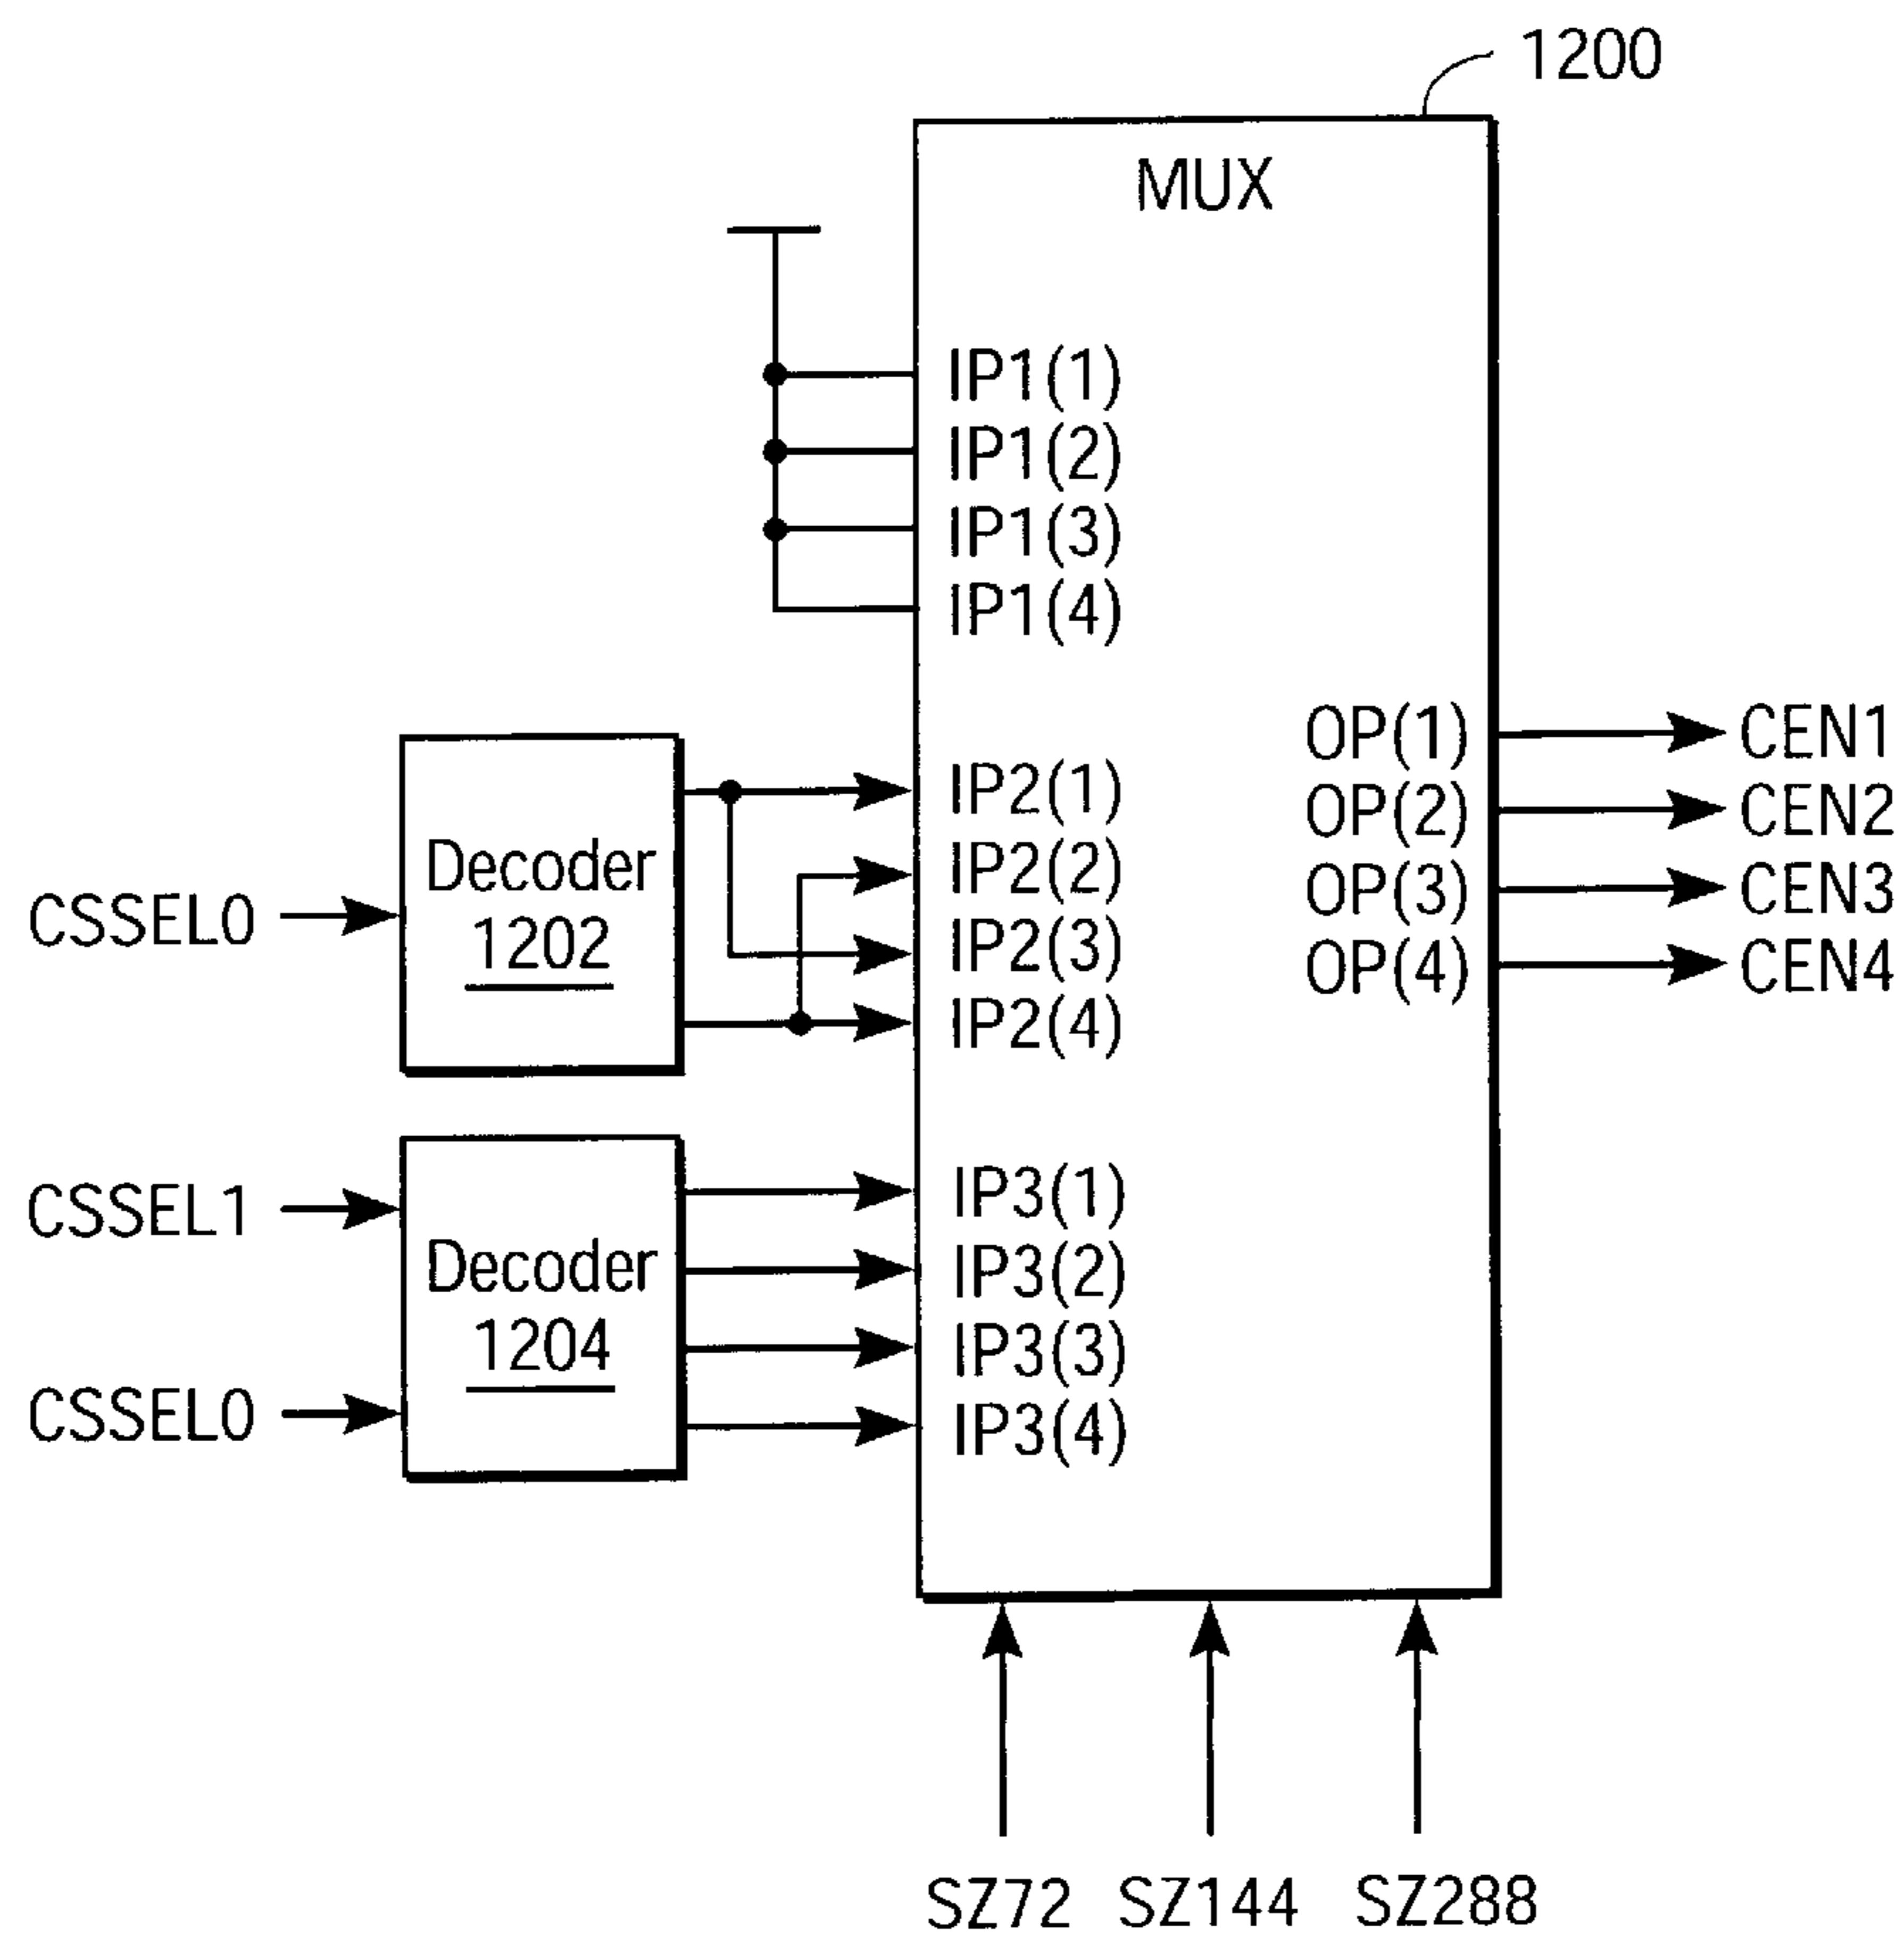 1200
MUX
IP1(1)
IP1(2)
IP1(3)
IP1(4)
OP(1)
OP(2)
OP(3)
OP(4)
CEN1
CEN2
CEN3
CEN4
IP2(1)
IP2(2)
IP2(3)
IP2(4)
Decoder
1202
CSSEL0
IP3(1)
IP3(2)
IP3(3)
IP3(4)
CSSEL1
Decoder
1204
CSSEL0
SZ72 SZ144 SZ288